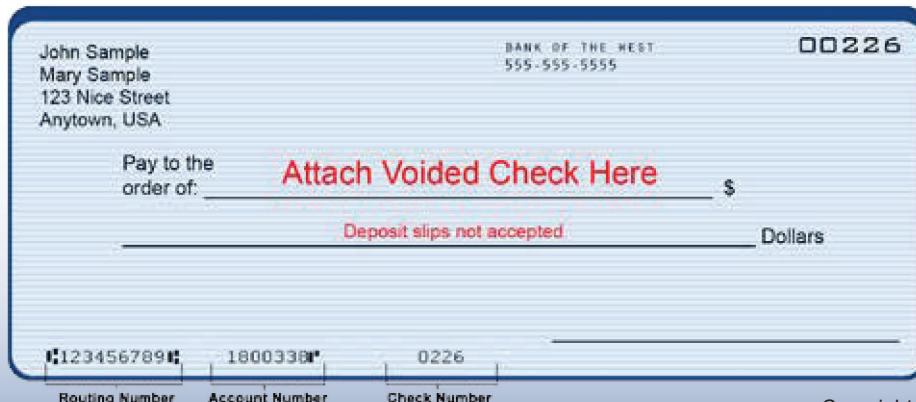 John Sample
Mary Sample
123 Nice Street
Anytown, USA
BANK OF THE WEST
555-555-5555
00226
Pay to the
order of:
Attach Voided Check Here
$
Deposit slips not accepted
Dollars
⑆123456789⑆ 1800338⑈ 0226
Routing Number Account Number Check Number